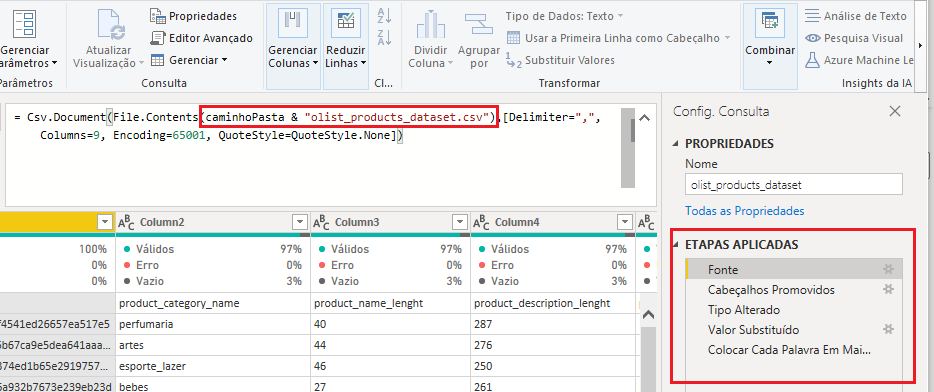 Gerenciar
Parâmetros
Parâmetros
Atualizar
Visualização
Propriedades
Editor Avançado
Gerenciar
Consulta
Gerenciar
Colunas
Reduzir
Linhas
Cl...
Dividir
Coluna
Agrupar
por
Tipo de Dados: Texto
Usar a Primeira Linha como Cabeçalho
Substituir Valores
Transformar
Combinar
Análise de Texto
Pesquisa Visual
Azure Machine Le
Insights da IA
= Csv.Document(File.Contents(caminhoPasta & "olist_products_dataset.csv"),[Delimiter=",",
Columns=9, Encoding=65001, QuoteStyle=QuoteStyle.None])
ABC Column2 ABC Column3 ABC Column4
100% Válidos 97% Válidos 97% Válidos 97%
0% Erro 0% Erro 0% Erro 0%
0% Vazio 3% Vazio 3% Vazio 3%
product_category_name product_name_lenght product_description_lenght
f4541ed26657ea517e5 perfumaria 40 287
6b67ca9e5dea641aaa... artes 44 276
374ed1b65e2919757... esporte_lazer 46 250
6a932b7673e239eb23d bebes 27 261
Config. Consulta
PROPRIEDADES
Nome
olist_products_dataset
Todas as Propriedades
ETAPAS APLICADAS
Fonte
Cabeçalhos Promovidos
Tipo Alterado
Valor Substituído
Colocar Cada Palavra Em Mai...